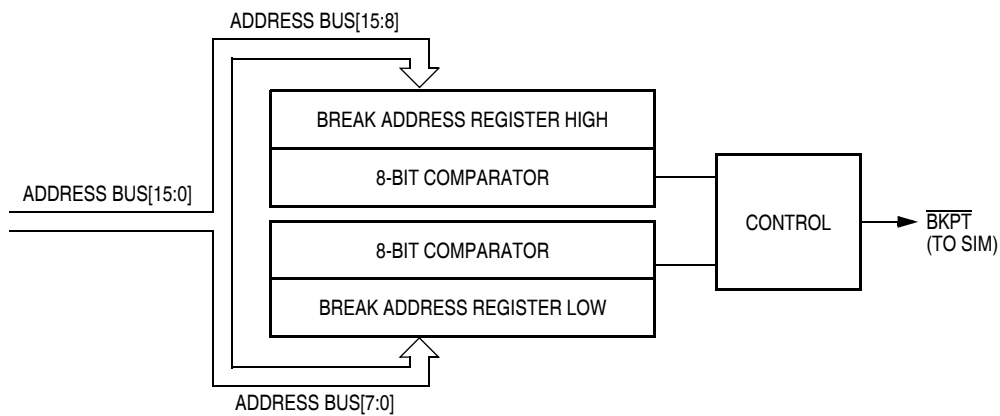 ADDRESS BUS[15:8]
BREAK ADDRESS REGISTER HIGH
8-BIT COMPARATOR
ADDRESS BUS[15:0]
CONTROL
BKPT
(TO SIM)
8-BIT COMPARATOR
BREAK ADDRESS REGISTER LOW
ADDRESS BUS[7:0]